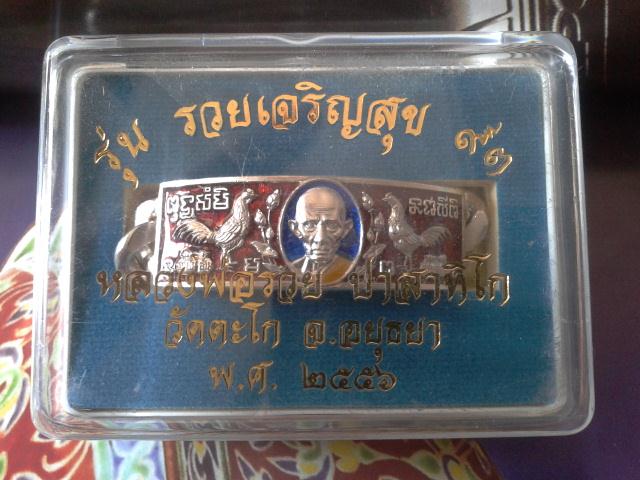 รุ่น รวยเจริญสุข ๙๑
หลวงพ่อรวย ปาสาทิโก
วัดตะโก จ.อยุธยา
พ.ศ. ๒๕๕๖